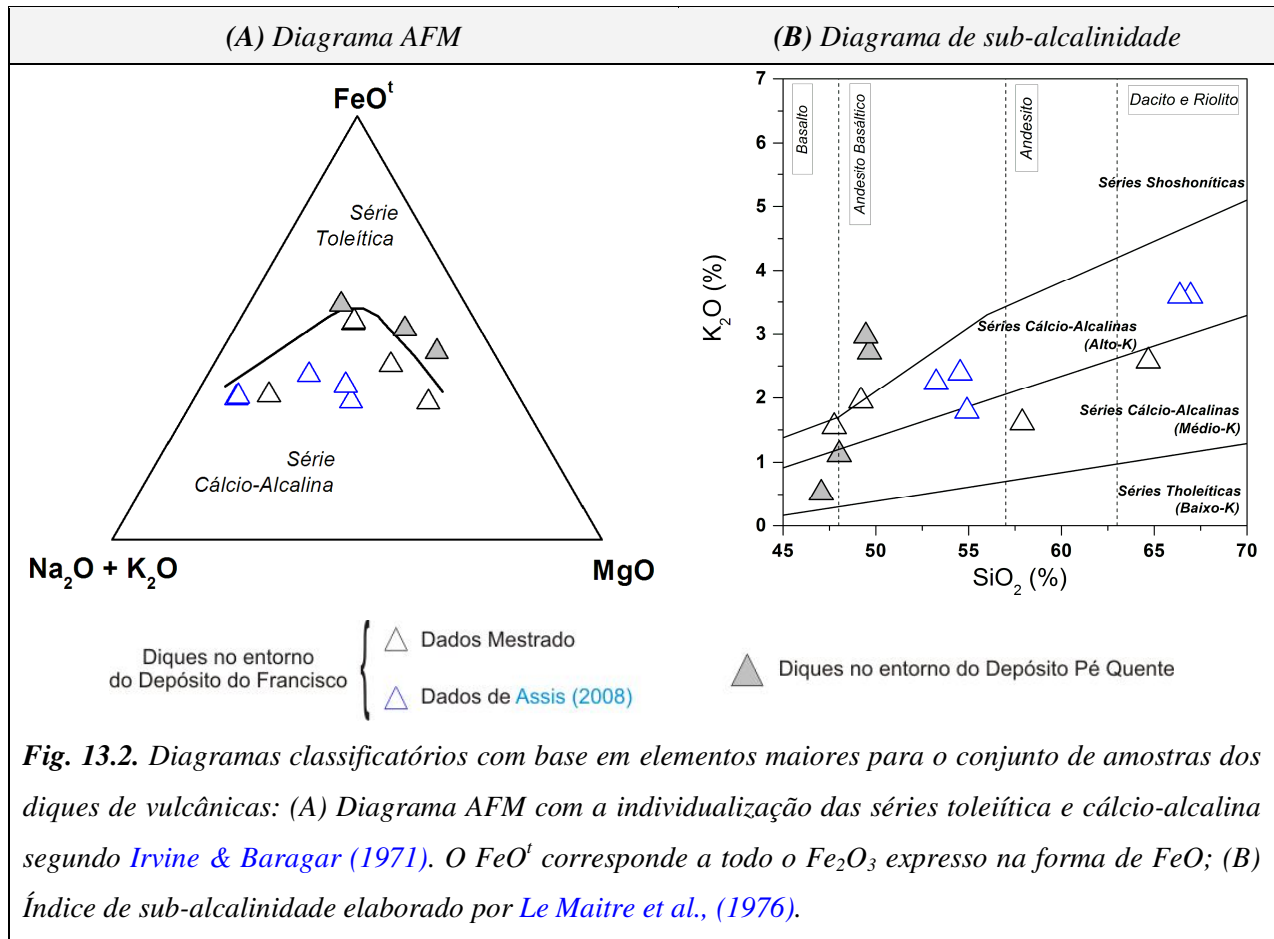 (A) Diagrama AFM
(B) Diagrama de sub-alcalinidade
FeOᵗ
Série
Toleítica
Série
Cálcio-Alcalina
Na₂O + K₂O
MgO
7
6
5
4
3
2
1
0
K₂O (%)
Basalto
Andesito Basáltico
Andesito
Dacito e Riolito
Séries Shoshoníticas
Séries Cálcio-Alcalinas
(Alto-K)
Séries Cálcio-Alcalinas
(Médio-K)
Séries Tholeíticas
(Baixo-K)
45 50 55 60 65 70
SiO₂ (%)
Diques no entorno
do Depósito do Francisco
Dados Mestrado
Dados de Assis (2008)
Diques no entorno do Depósito Pé Quente
Fig. 13.2. Diagramas classificatórios com base em elementos maiores para o conjunto de amostras dos
diques de vulcânicas: (A) Diagrama AFM com a individualização das séries toleiítica e cálcio-alcalina
segundo Irvine & Baragar (1971). O FeOᵗ corresponde a todo o Fe₂O₃ expresso na forma de FeO; (B)
Índice de sub-alcalinidade elaborado por Le Maitre et al., (1976).